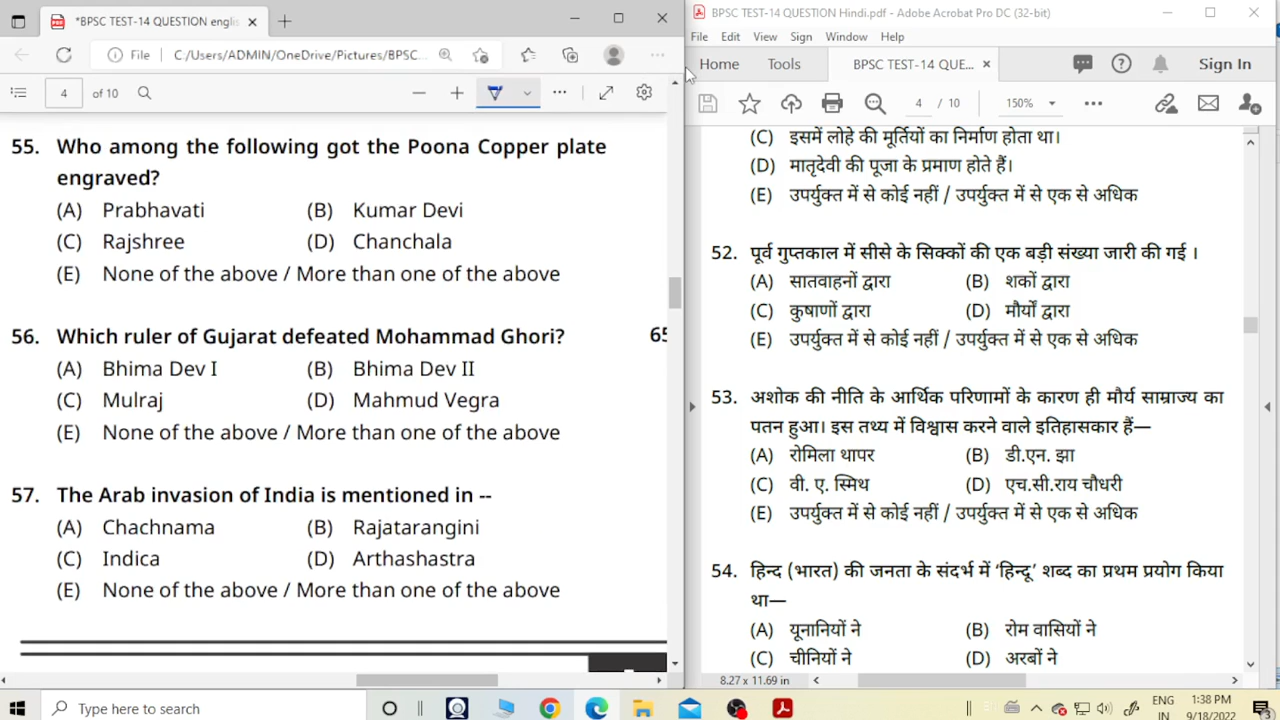 *BPSC TEST-14 QUESTION englis
File C:/Users/ADMIN/OneDrive/Pictures/BPSC...
4 of 10
55. Who among the following got the Poona Copper plate
engraved?
(A) Prabhavati (B) Kumar Devi
(C) Rajshree (D) Chanchala
(E) None of the above / More than one of the above
56. Which ruler of Gujarat defeated Mohammad Ghori? 65
(A) Bhima Dev I (B) Bhima Dev II
(C) Mulraj (D) Mahmud Vegra
(E) None of the above / More than one of the above
57. The Arab invasion of India is mentioned in --
(A) Chachnama (B) Rajatarangini
(C) Indica (D) Arthashastra
(E) None of the above / More than one of the above
BPSC TEST-14 QUESTION Hindi.pdf - Adobe Acrobat Pro DC (32-bit)
File Edit View Sign Window Help
Home Tools BPSC TEST-14 QUE... Sign In
4 / 10 150%
(C) इसमें लोहे की मूर्तियों का निर्माण होता था।
(D) मातृदेवी की पूजा के प्रमाण होते हैं।
(E) उपर्युक्त में से कोई नहीं / उपर्युक्त में से एक से अधिक
52. पूर्व गुप्तकाल में सीसे के सिक्कों की एक बड़ी संख्या जारी की गई ।
(A) सातवाहनों द्वारा (B) शकों द्वारा
(C) कुषाणों द्वारा (D) मौर्यों द्वारा
(E) उपर्युक्त में से कोई नहीं / उपर्युक्त में से एक से अधिक
53. अशोक की नीति के आर्थिक परिणामों के कारण ही मौर्य साम्राज्य का
पतन हुआ। इस तथ्य में विश्वास करने वाले इतिहासकार हैं—
(A) रोमिला थापर (B) डी.एन. झा
(C) वी. ए. स्मिथ (D) एच.सी.राय चौधरी
(E) उपर्युक्त में से कोई नहीं / उपर्युक्त में से एक से अधिक
54. हिन्द (भारत) की जनता के संदर्भ में ‘हिन्दू’ शब्द का प्रथम प्रयोग किया
था—
(A) यूनानियों ने (B) रोम वासियों ने
(C) चीनियों ने (D) अरबों ने
8.27 x 11.69 in
Type here to search
ENG
IN
1:38 PM
9/18/2022